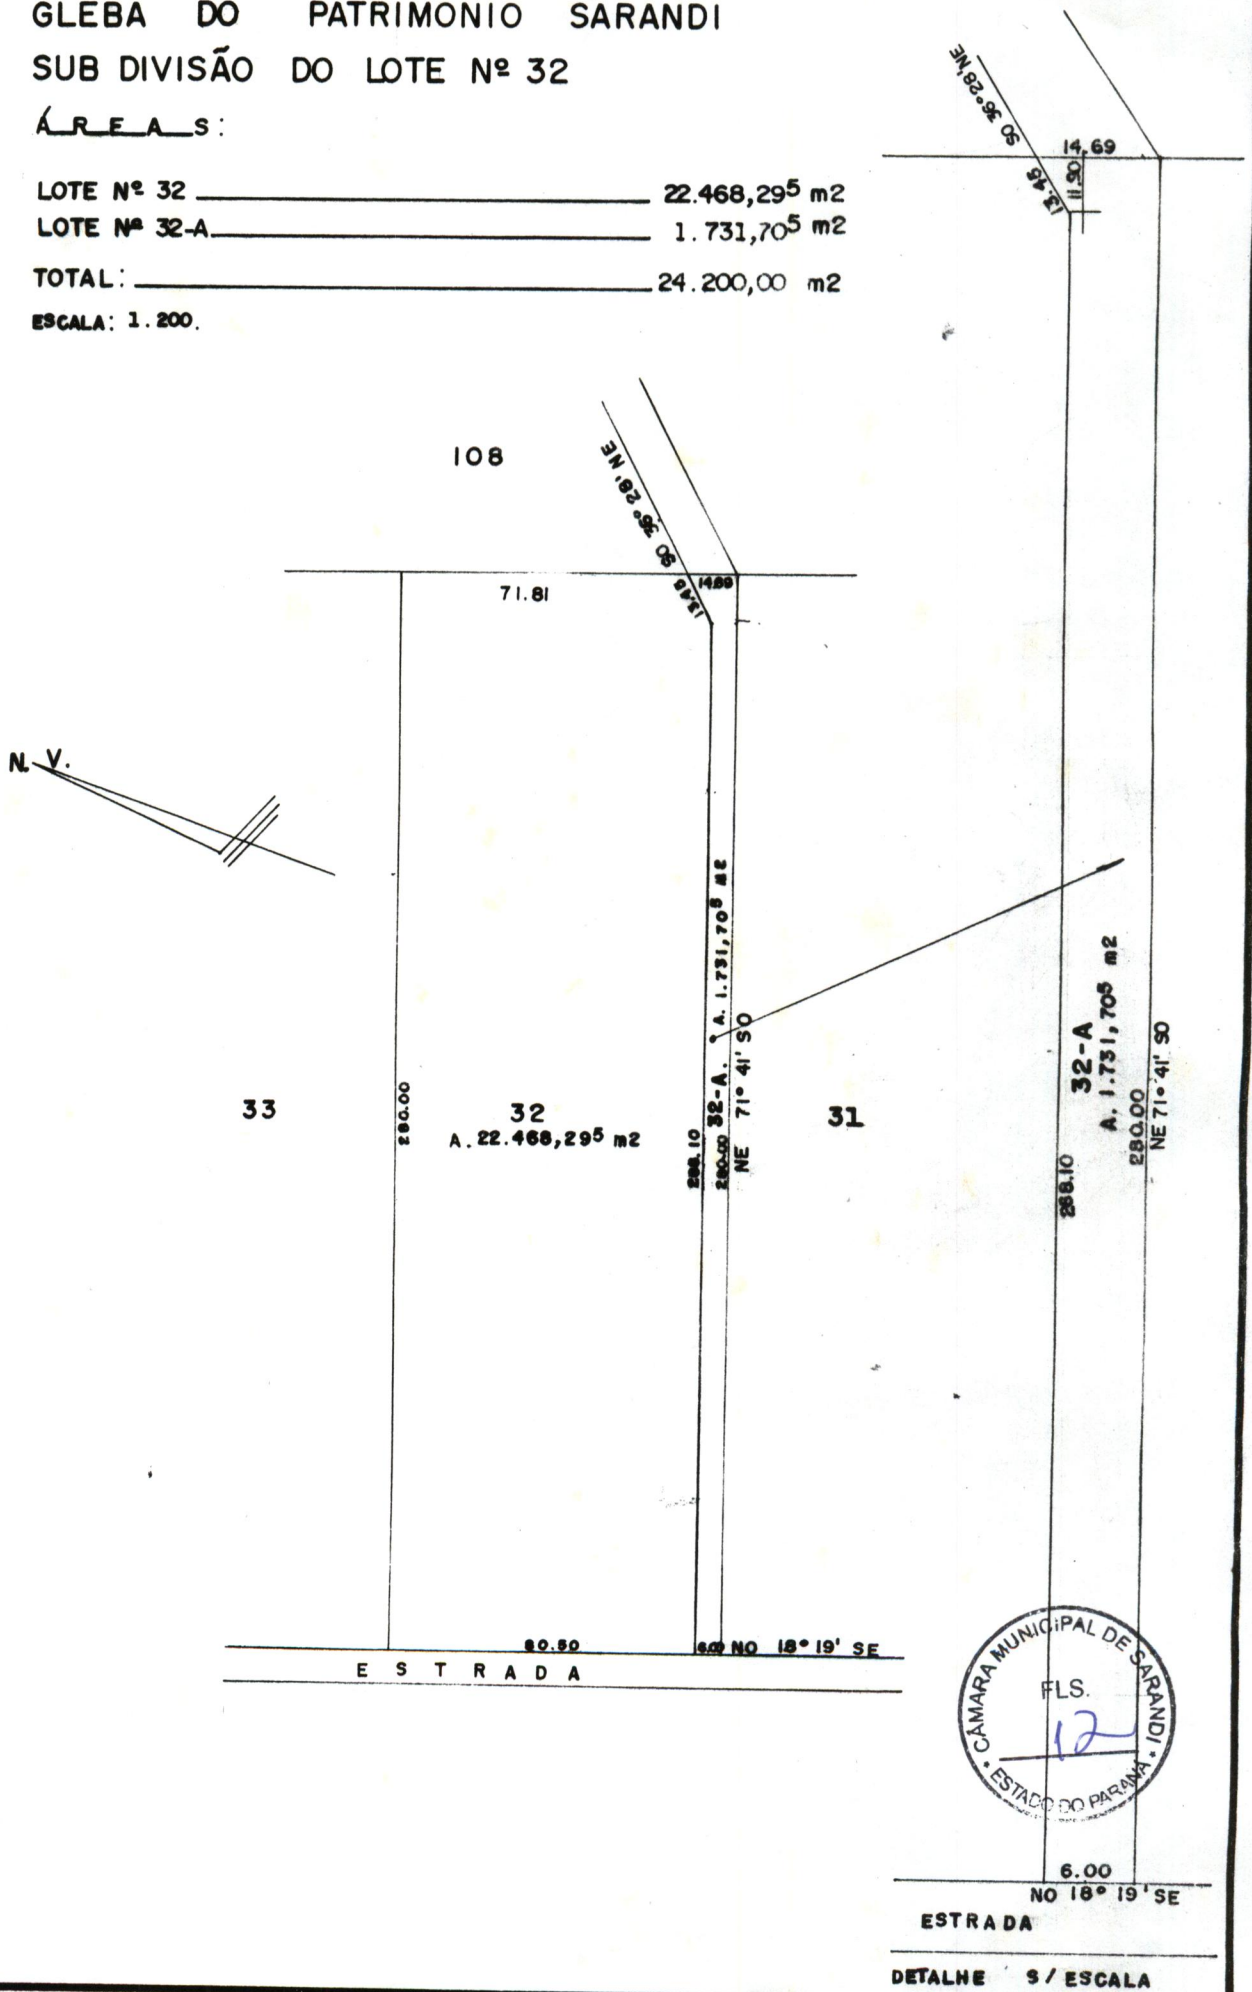 GLEBA DO PATRIMONIO SARANDI
SUB DIVISÃO DO LOTE Nº 32
ÁREAS:
LOTE Nº 32 22.468,29⁵ m2
LOTE Nº 32-A 1.731,70⁵ m2
TOTAL: 24.200,00 m2
ESCALA: 1.200.
SO 36° 28' NE
14.69
13.45
11.90
108
SO 36° 28' NE
71.81
13.45
14.69
N. V.
33
280.00
32
A. 22.468,29⁵ m2
268.10
280.00
32-A. A. 1.731,70⁵ m2
NE 71° 41' SO
31
268.10
32-A
A. 1.731,70⁵ m2
280.00
NE 71° 41' SO
80.50
6.00
NO 18° 19' SE
ESTRADA
CÂMARA MUNICIPAL DE SARANDI
FLS.
12
ESTADO DO PARANÁ
6.00
NO 18° 19' SE
ESTRADA
DETALHE S/ESCALA